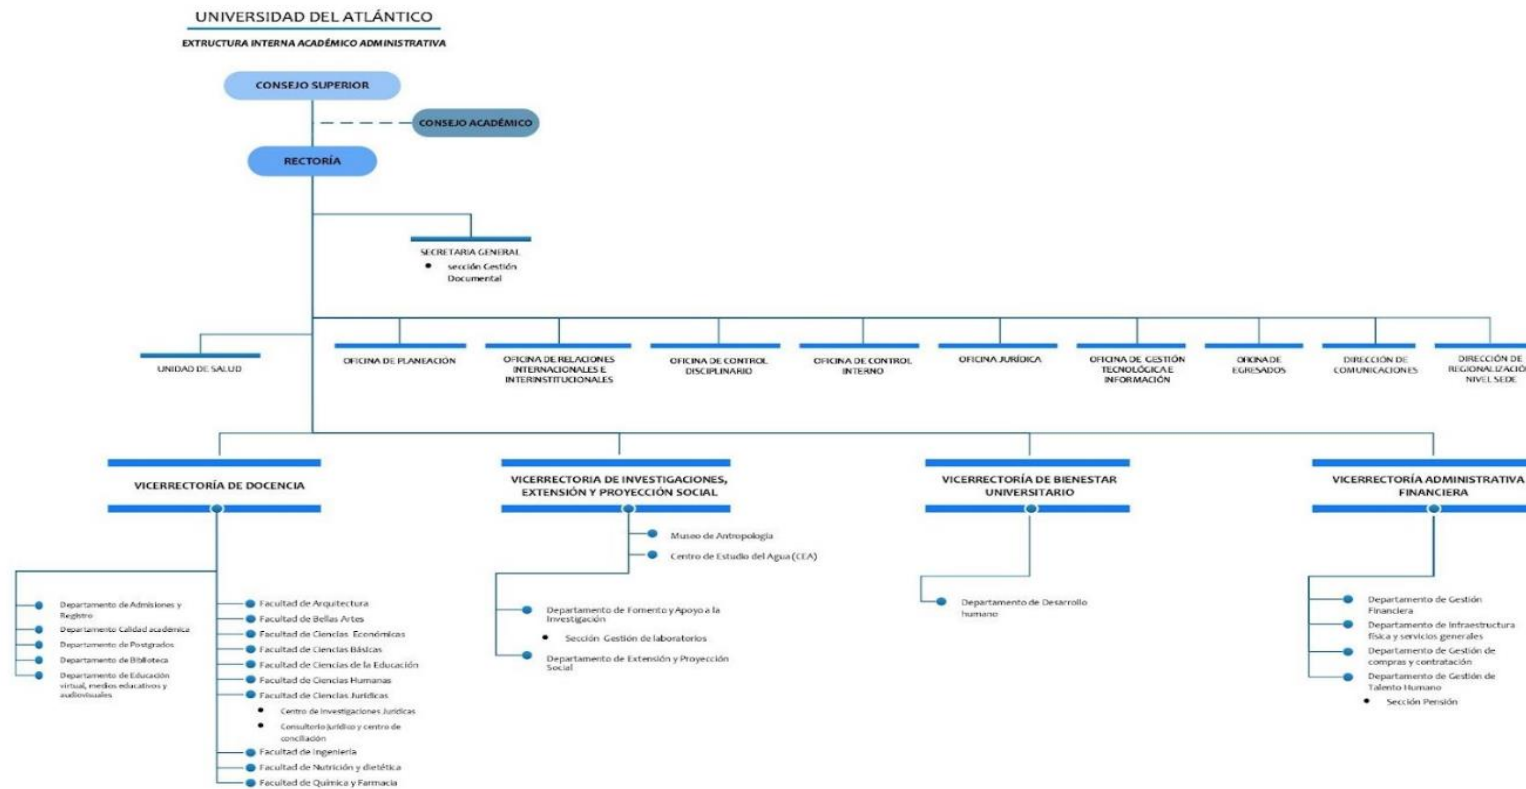 UNIVERSIDAD DEL ATLÁNTICO
EXTRUCTURA INTERNA ACADÉMICO ADMINISTRATIVA
CONSEJO SUPERIOR
CONSEJO ACADÉMICO
RECTORÍA
SECRETARIA GENERAL
sección Gestión
Documental
UNIDAD DE SALUD
OFICINA DE PLANEACIÓN
OFICINA DE RELACIONES
INTERNACIONALES E
INTERINSTITUCIONALES
OFICINA DE CONTROL
DISCIPLINARIO
OFICINA DE CONTROL
INTERNO
OFICINA JURÍDICA
OFICINA DE GESTIÓN
TECNOLÓGICA E
INFORMACIÓN
OFICINA DE
EGRESADOS
DIRECCIÓN DE
COMUNICACIONES
DIRECCIÓN DE
REGIONALIZACIÓN
NIVEL SEDE
VICERRECTORÍA DE DOCENCIA
Departamento de Admisiones y
Registro
Departamento Calidad académica
Departamento de Postgrados
Departamento de Biblioteca
Departamento de Educación
virtual, medios educativos y
audiovisuales
Facultad de Arquitectura
Facultad de Bellas Artes
Facultad de Ciencias Económicas
Facultad de Ciencias Básicas
Facultad de Ciencias de la Educación
Facultad de Ciencias Humanas
Facultad de Ciencias Jurídicas
Centro de Investigaciones Jurídicas
Consultorio Jurídico y centro de
conciliación
Facultad de Ingeniería
Facultad de Nutrición y dietética
Facultad de Química y Farmacia
VICERRECTORIA DE INVESTIGACIONES,
EXTENSIÓN Y PROYECCIÓN SOCIAL
Museo de Antropología
Centro de Estudio del Agua (CEA)
Departamento de Fomento y Apoyo a la
Investigación
Sección Gestión de laboratorios
Departamento de Extensión y Proyección
Social
VICERRECTORÍA DE BIENESTAR
UNIVERSITARIO
Departamento de Desarrollo
humano
VICERRECTORÍA ADMINISTRATIVA
FINANCIERA
Departamento de Gestión
Financiera
Departamento de Infraestructura
física y servicios generales
Departamento de Gestión de
compras y contratación
Departamento de Gestión de
Talento Humano
Sección Pensión